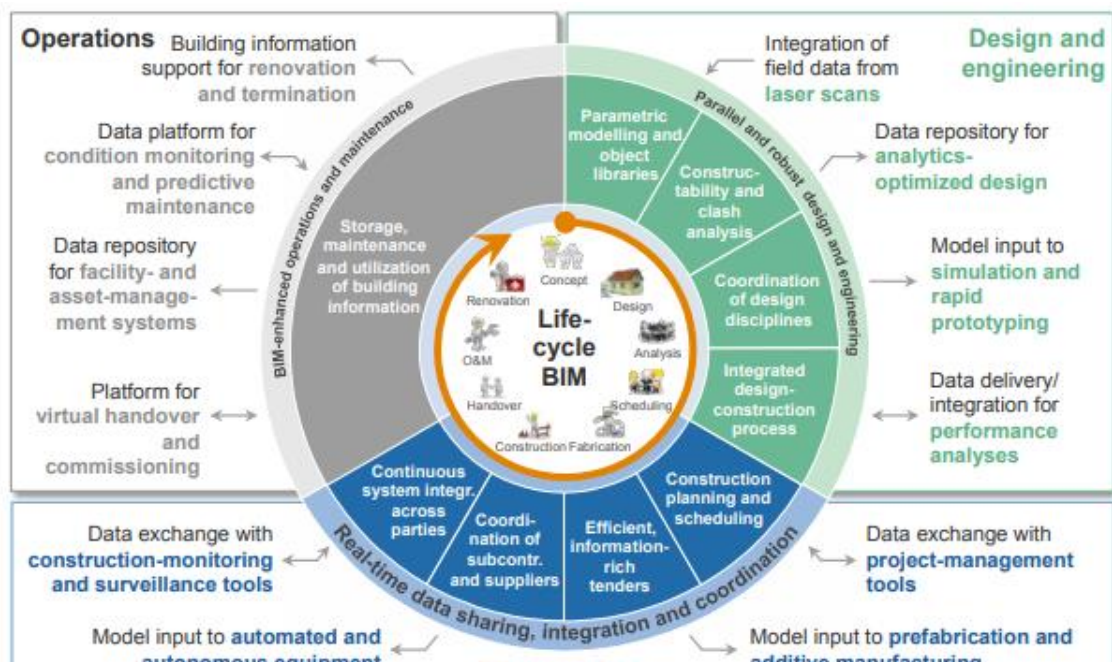 Operations
Building information
support for renovation
and termination
Data platform for
condition monitoring
and predictive
maintenance
Data repository
for facility- and
asset-manage-
ment systems
Platform for
virtual handover
and
commissioning
BIM-enhanced operations and maintenance
Storage,
maintenance
and utilization
of building
information
Design and
engineering
Integration of
field data from
laser scans
Data repository for
analytics-
optimized design
Model input to
simulation and
rapid
prototyping
Data delivery/
integration for
performance
analyses
Parallel and robust design and engineering
Parametric
modelling and
object
libraries
Construc-
tability and
clash
analysis
Coordination
of design
disciplines
Integrated
design-
construction
process
Life-
cycle
BIM
Concept
Design
Analysis
Scheduling
Fabrication
Construction
Handover
O&M
Renovation
Continuous
system integr.
across
parties
Coordi-
nation of
subcontr.
and suppliers
Efficient,
information-
rich
tenders
Construction
planning and
scheduling
Real-time data sharing, integration and coordination
Data exchange with
construction-monitoring
and surveillance tools
Model input to automated and
autonomous equipment
Data exchange with
project-management
tools
Model input to prefabrication and
additive manufacturing